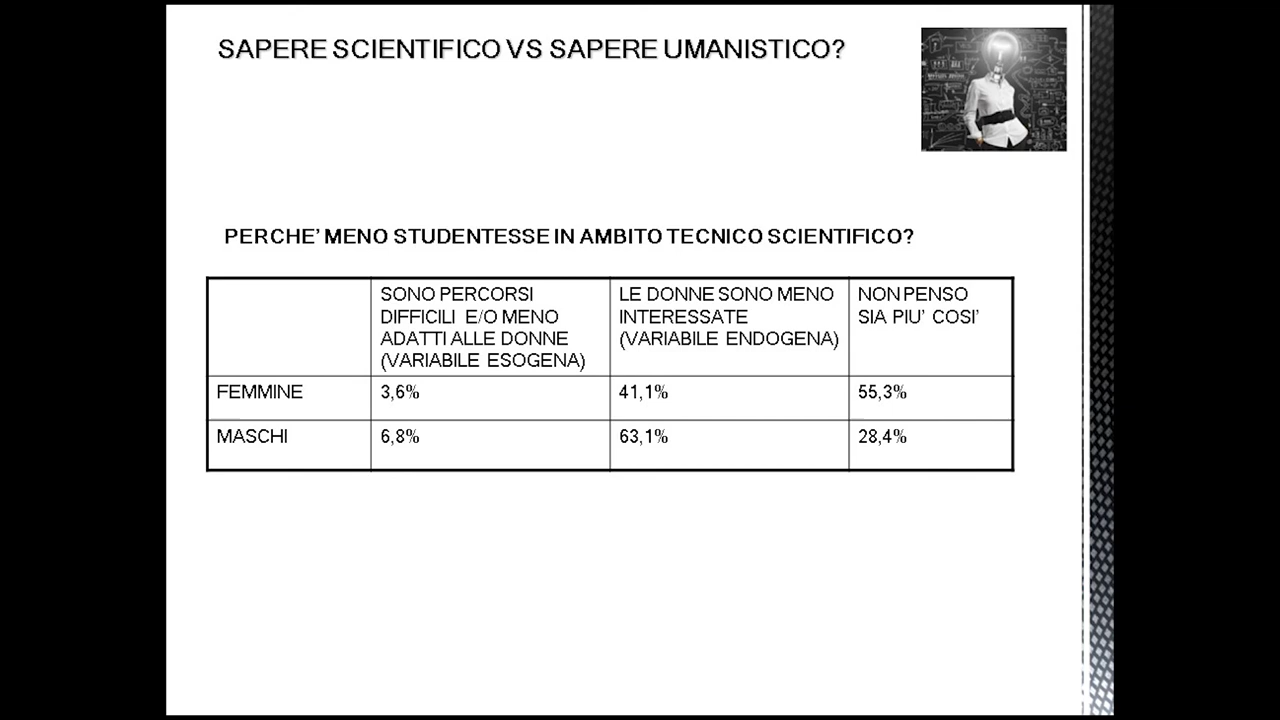 SAPERE SCIENTIFICO VS SAPERE UMANISTICO?
PERCHE' MENO STUDENTESSE IN AMBITO TECNICO SCIENTIFICO?
SONO PERCORSI
DIFFICILI E/O MENO
ADATTI ALLE DONNE
(VARIABILE ESOGENA)
LE DONNE SONO MENO
INTERESSATE
(VARIABILE ENDOGENA)
NON PENSO
SIA PIU' COSI'
FEMMINE 3,6% 41,1% 55,3%
MASCHI 6,8% 63,1% 28,4%